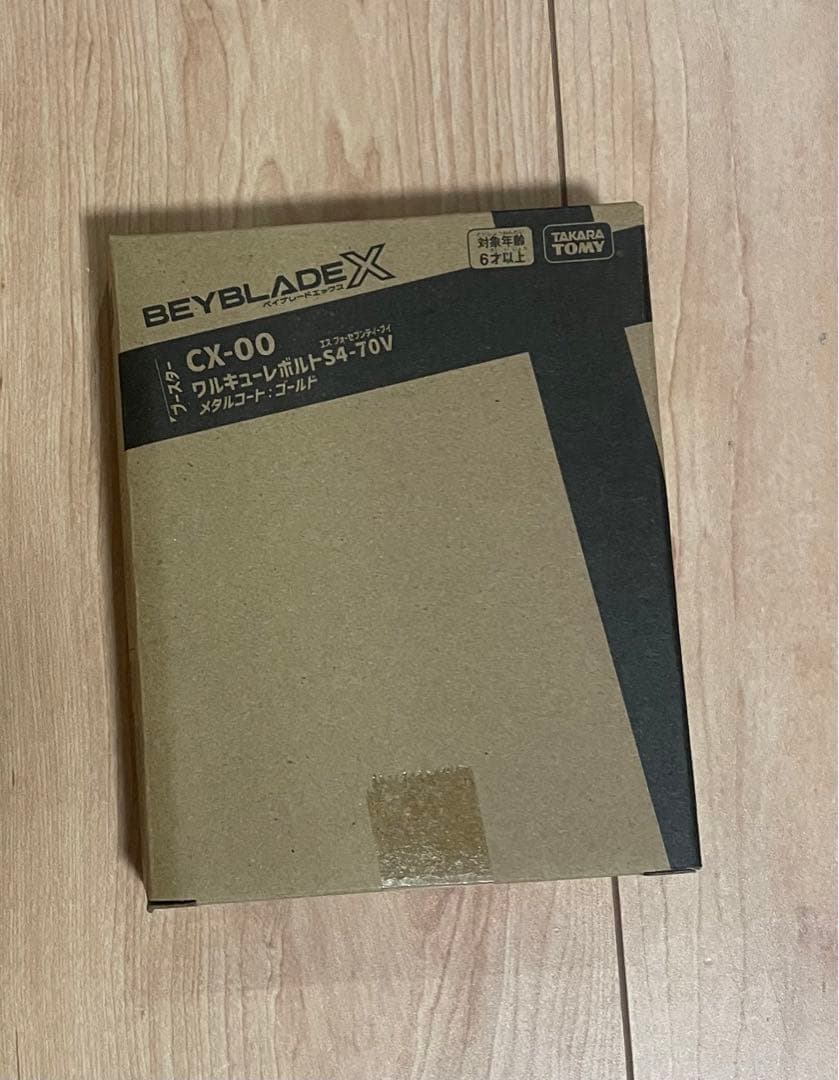 対象年齢
6才以上
TAKARA
TOMY
BEYBLADE X
ベイブレードエックス
ブースター
CX-00
エス フォーセブンティブイ
ワルキューレボルトS4-70V
メタルコート:ゴールド